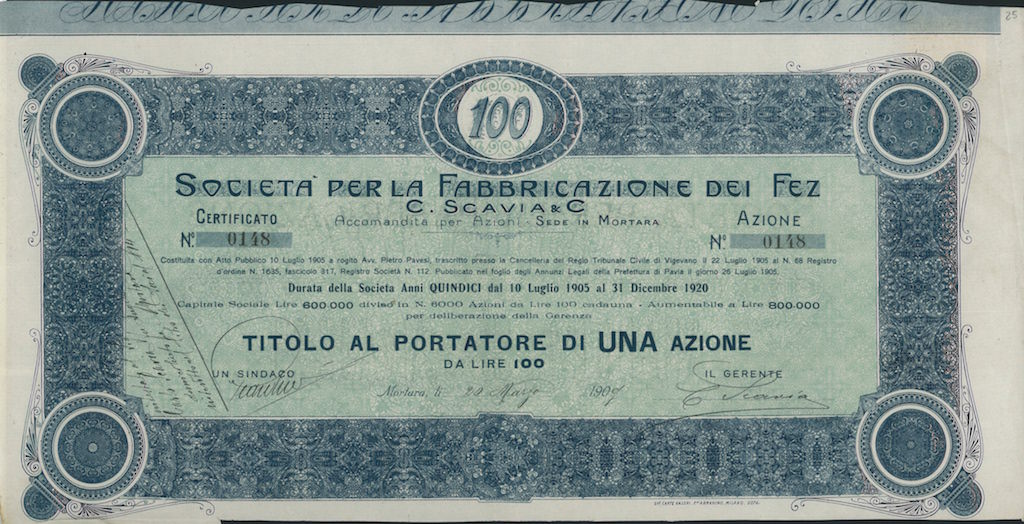 25
100
SOCIETÀ PER LA FABBRICAZIONE DEI FEZ
C. SCAVIA & C
Accomandita per Azioni - SEDE IN MORTARA
CERTIFICATO
N.º 0148
AZIONE
N.º 0148
Costituita con Atto Pubblico 10 Luglio 1905 a rogito Avv. Pietro Pavesi, trascritto presso la Cancelleria del Regio Tribunale Civile di Vigevano il 22 Luglio 1905 al N. 68 Registro
d'ordine N. 1635, fascicolo 317, Registro Società N. 112. Pubblicato nel foglio degli Annunzi Legali della Prefettura di Pavia il giorno 26 Luglio 1905.
Durata della Società Anni QUINDICI dal 10 Luglio 1905 al 31 Dicembre 1920
Capitale Sociale Lire 600.000 diviso in N. 6000 Azioni da Lire 100 cadauna - Aumentabile a Lire 800.000
per deliberazione della Gerenza
TITOLO AL PORTATORE DI UNA AZIONE
DA LIRE 100
UN SINDACO
IL GERENTE
Mortara, li 20 Marzo 1907
C. Scavia